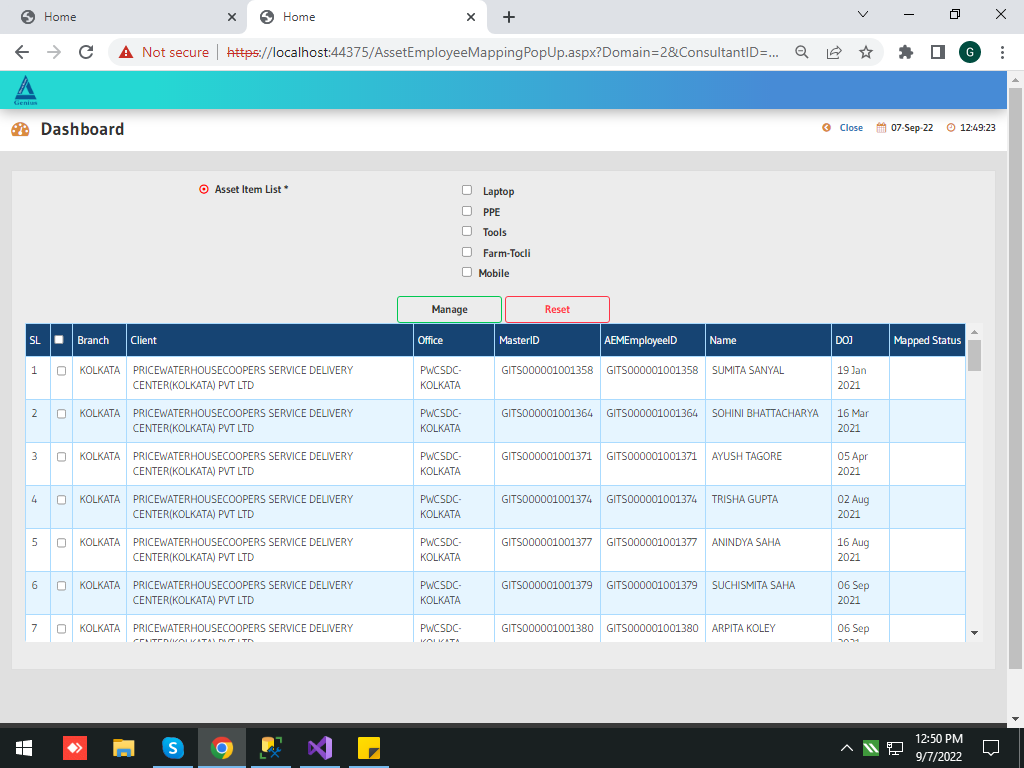 Home
Home
Not secure https://localhost:44375/AssetEmployeeMappingPopUp.aspx?Domain=2&ConsultantID=...
G
Genius
Dashboard
Close 07-Sep-22 12:49:23
Asset Item List *
Laptop
PPE
Tools
Farm-Tocli
Mobile
Manage Reset
SL Branch Client Office MasterID AEMEmployeeID Name DOJ Mapped Status
1 KOLKATA PRICEWATERHOUSECOOPERS SERVICE DELIVERY PWCSDC- GITS000001001358 GITS000001001358 SUMITA SANYAL 19 Jan
CENTER(KOLKATA) PVT LTD KOLKATA 2021
2 KOLKATA PRICEWATERHOUSECOOPERS SERVICE DELIVERY PWCSDC- GITS000001001364 GITS000001001364 SOHINI BHATTACHARYA 16 Mar
CENTER(KOLKATA) PVT LTD KOLKATA 2021
3 KOLKATA PRICEWATERHOUSECOOPERS SERVICE DELIVERY PWCSDC- GITS000001001371 GITS000001001371 AYUSH TAGORE 05 Apr
CENTER(KOLKATA) PVT LTD KOLKATA 2021
4 KOLKATA PRICEWATERHOUSECOOPERS SERVICE DELIVERY PWCSDC- GITS000001001374 GITS000001001374 TRISHA GUPTA 02 Aug
CENTER(KOLKATA) PVT LTD KOLKATA 2021
5 KOLKATA PRICEWATERHOUSECOOPERS SERVICE DELIVERY PWCSDC- GITS000001001377 GITS000001001377 ANINDYA SAHA 16 Aug
CENTER(KOLKATA) PVT LTD KOLKATA 2021
6 KOLKATA PRICEWATERHOUSECOOPERS SERVICE DELIVERY PWCSDC- GITS000001001379 GITS000001001379 SUCHISMITA SAHA 06 Sep
CENTER(KOLKATA) PVT LTD KOLKATA 2021
7 KOLKATA PRICEWATERHOUSECOOPERS SERVICE DELIVERY PWCSDC- GITS000001001380 GITS000001001380 ARPITA KOLEY 06 Sep
CENTER(KOLKATA) PVT LTD KOLKATA 2021
12:50 PM
9/7/2022